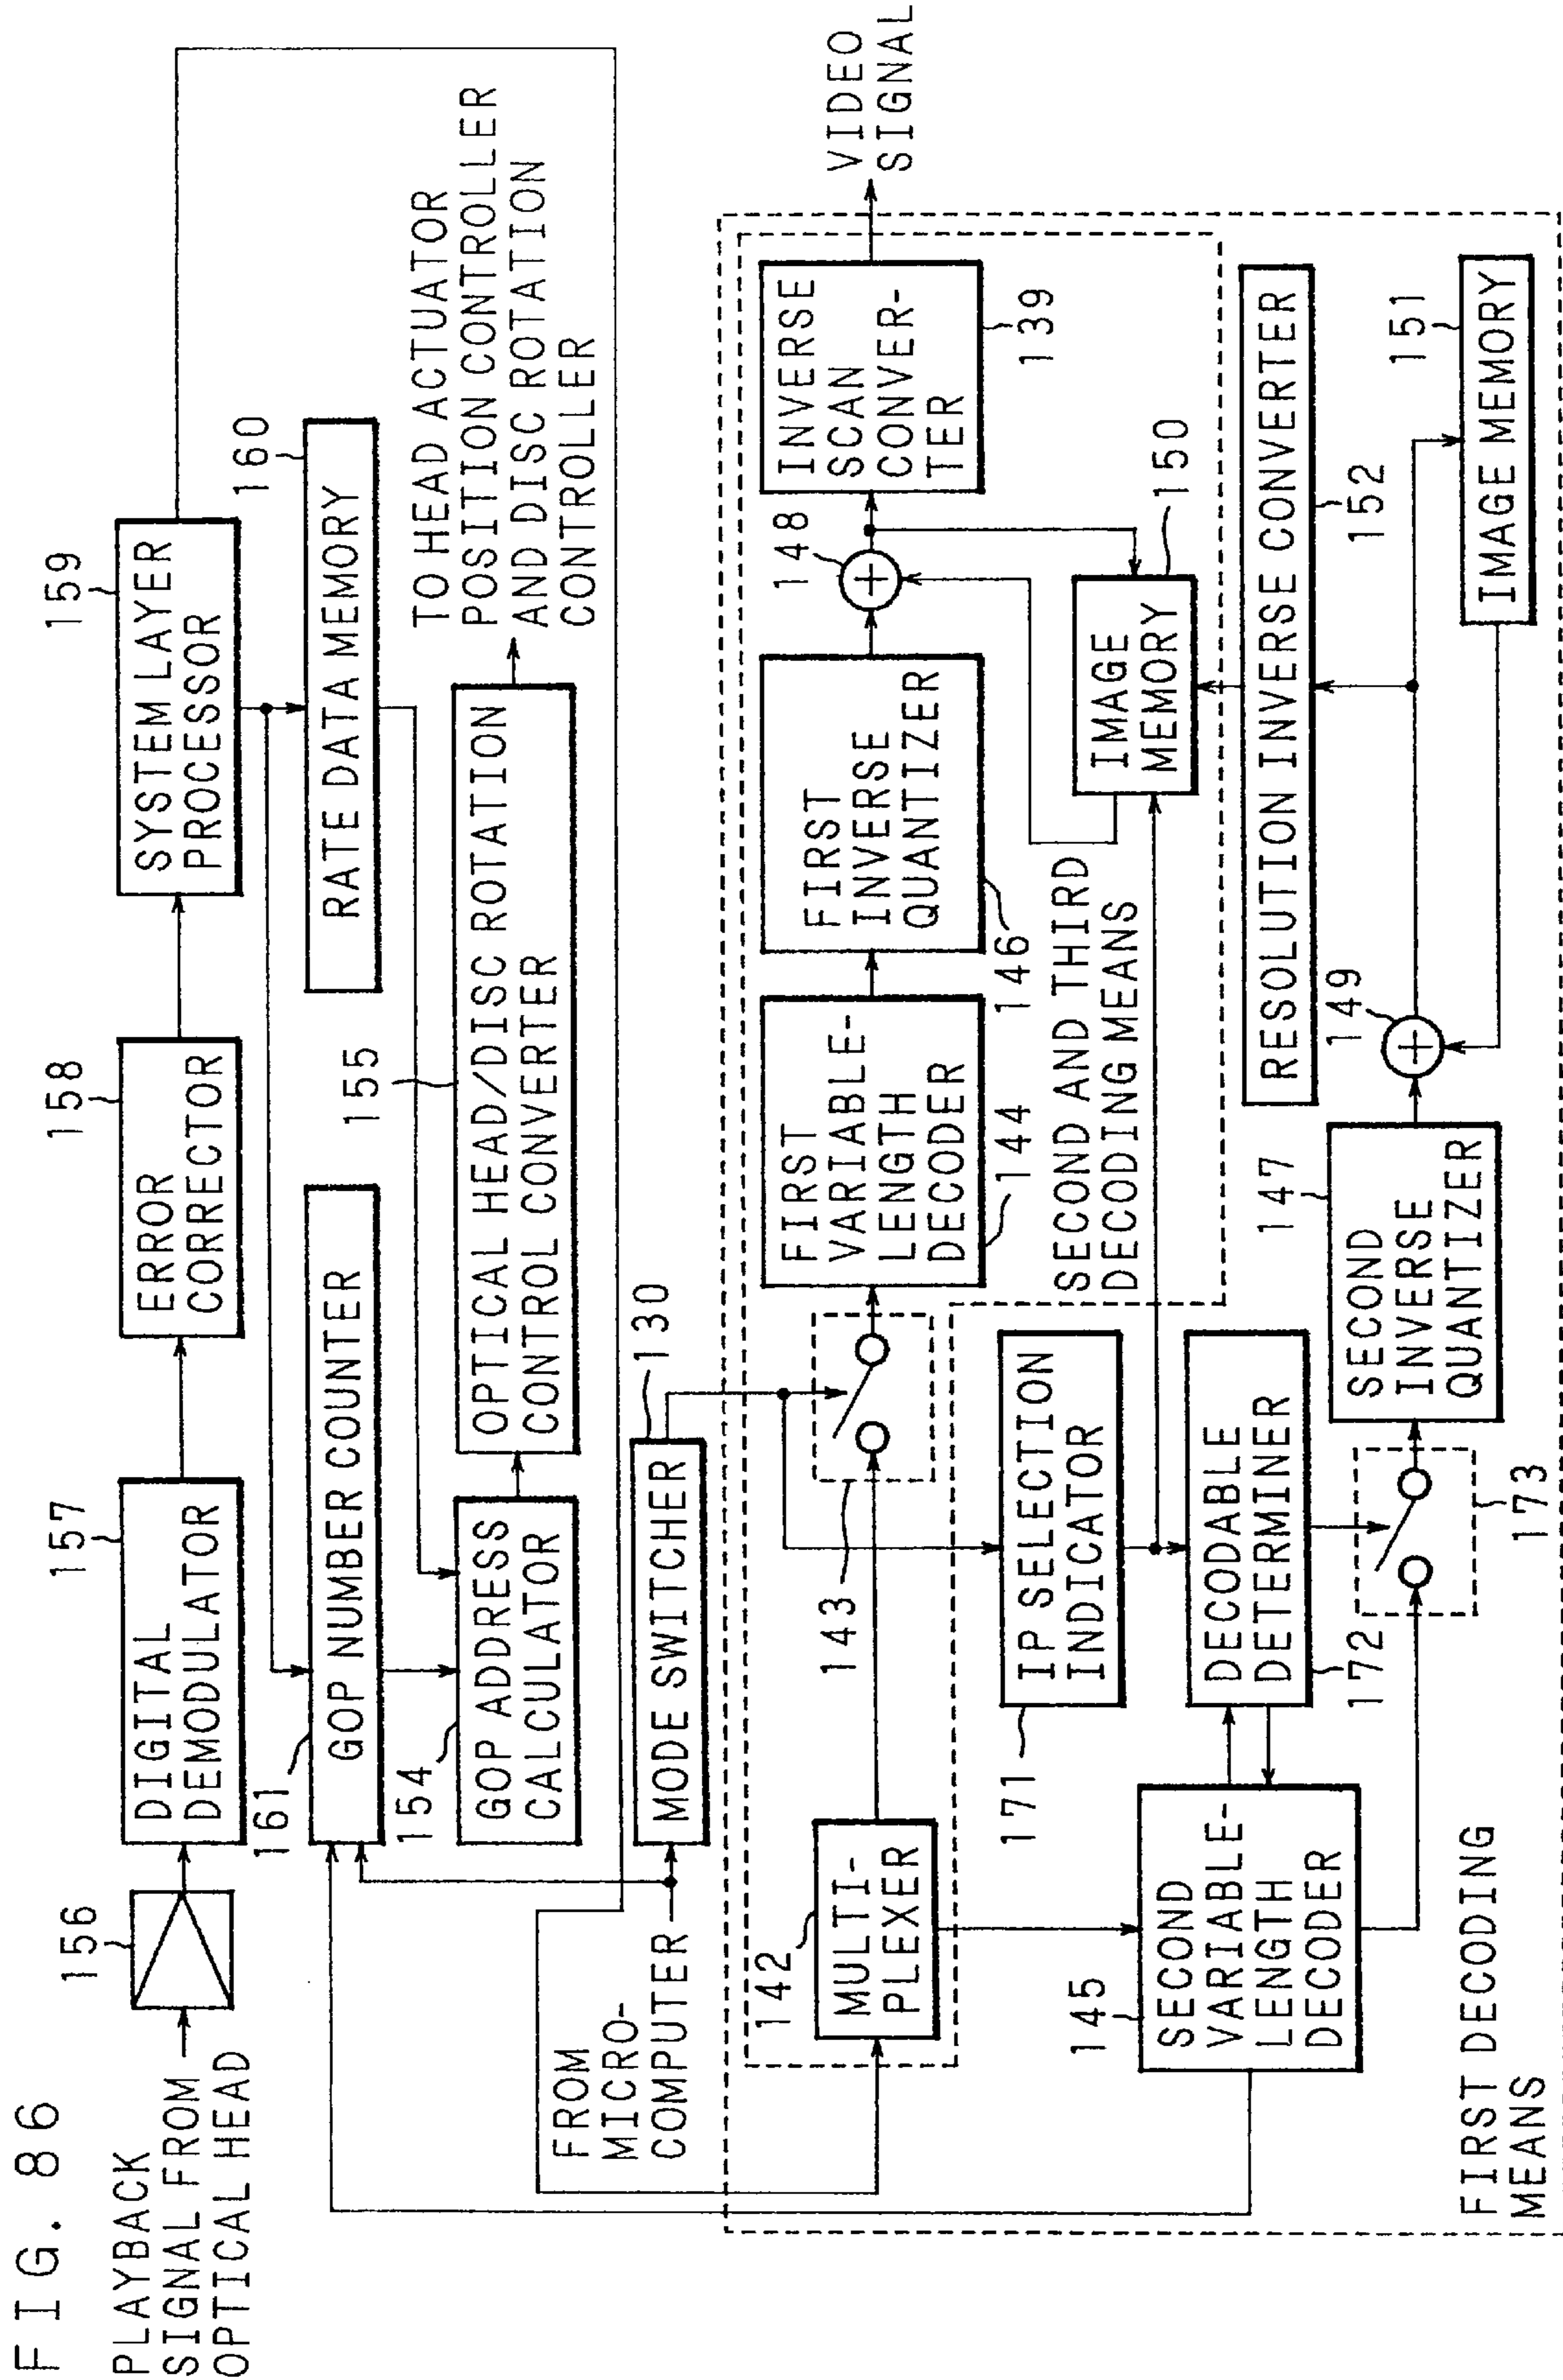 FIG. 86
PLAYBACK
SIGNAL FROM
OPTICAL HEAD
156
157
DIGITAL
DEMODULATOR
158
ERROR
CORRECTOR
159
SYSTEM LAYER
PROCESSOR
161
GOP NUMBER COUNTER
160
RATE DATA MEMORY
154
GOP ADDRESS
CALCULATOR
155
OPTICAL HEAD/DISC ROTATION
CONTROL CONVERTER
TO HEAD ACTUATOR
POSITION CONTROLLER
AND DISC ROTATION
CONTROLLER
FROM
MICRO-
COMPUTER
MODE SWITCHER
130
142
MULTI-
PLEXER
143
FIRST
VARIABLE-
LENGTH
DECODER
144
FIRST
INVERSE
QUANTIZER
146
148
+
INVERSE
SCAN
CONVER-
TER
139
VIDEO
SIGNAL
IMAGE
MEMORY
150
SECOND AND THIRD
DECODING MEANS
171
IP SELECTION
INDICATOR
DECODABLE
DETERMINER
172
145
SECOND
VARIABLE-
LENGTH
DECODER
173
147
SECOND
INVERSE
QUANTIZER
149
+
RESOLUTION INVERSE CONVERTER
152
151
IMAGE MEMORY
FIRST DECODING
MEANS